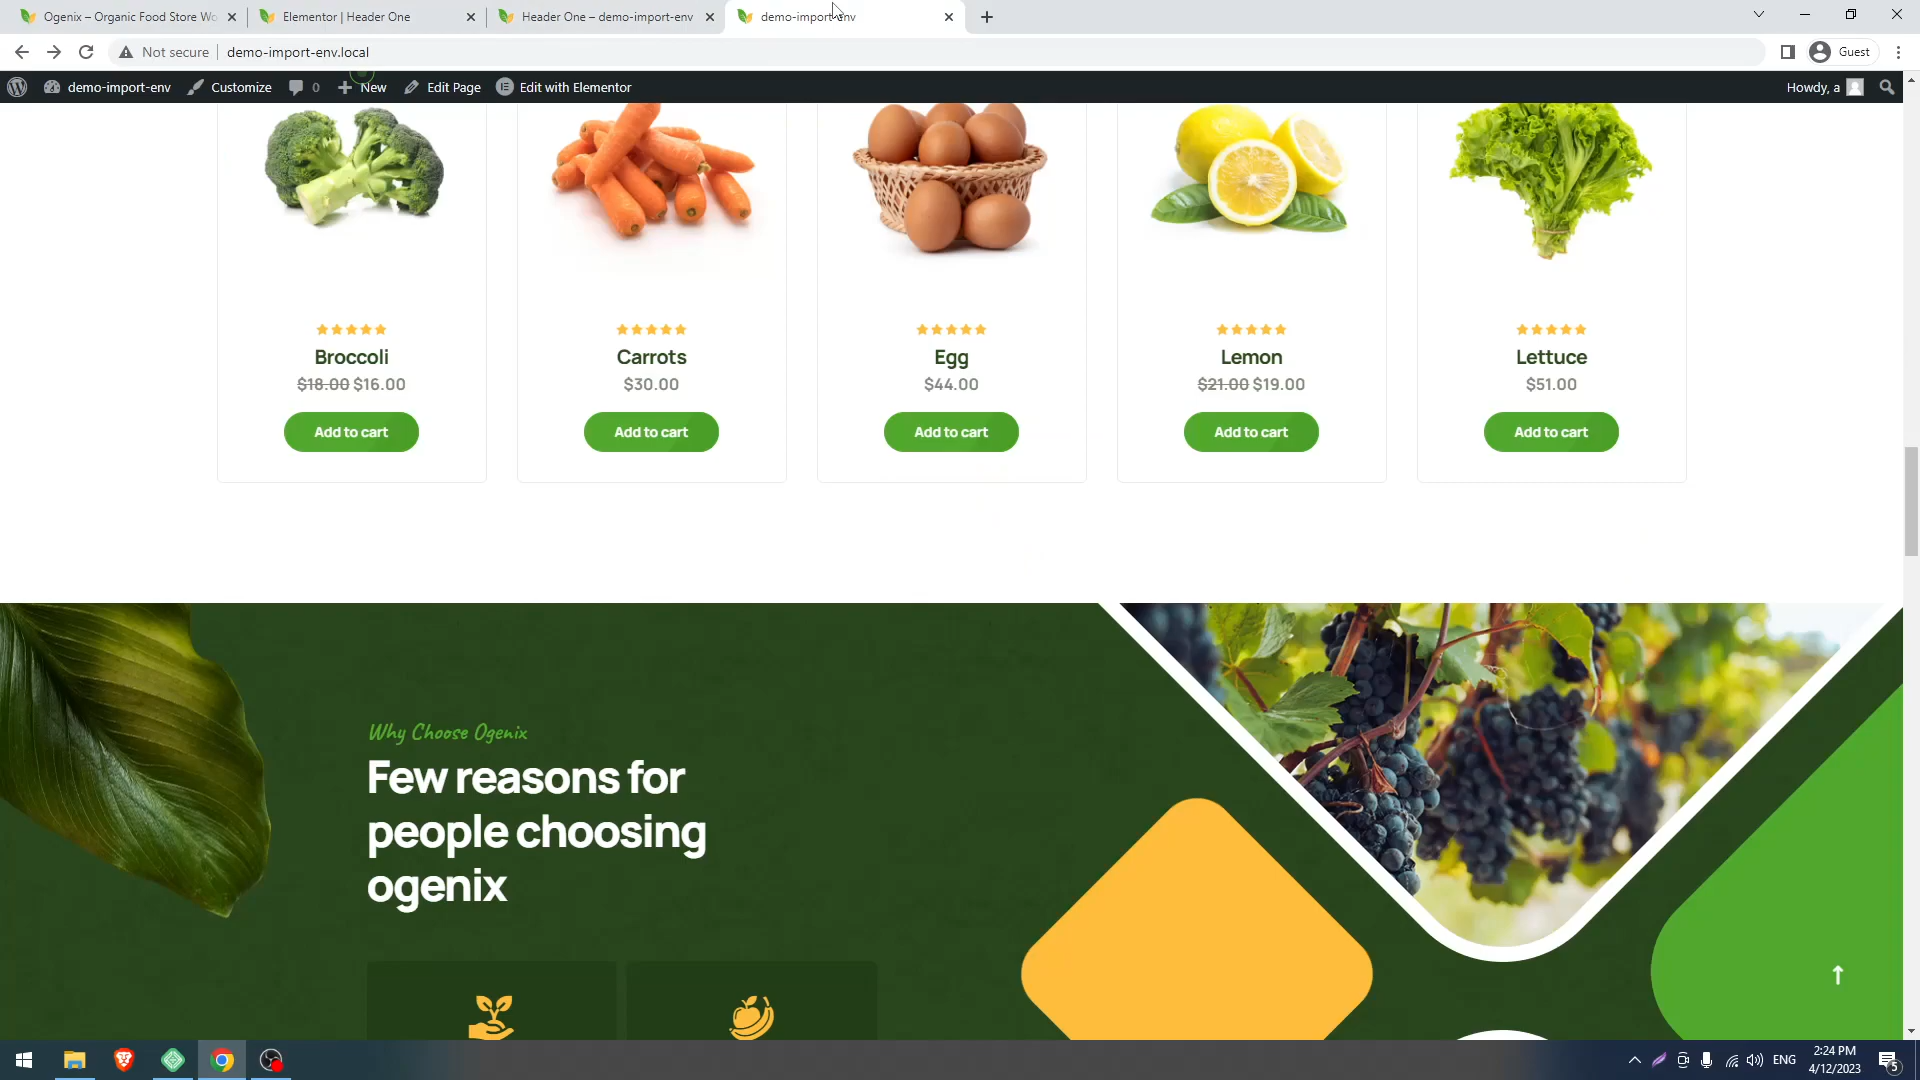 Ogenix – Organic Food Store Wo
Elementor | Header One
Header One – demo-import-env
demo-import-env
Not secure
demo-import-env.local
Guest
demo-import-env
Customize
0
New
Edit Page
Edit with Elementor
Howdy, a
Broccoli
$18.00 $16.00
Add to cart
Carrots
$30.00
Add to cart
Egg
$44.00
Add to cart
Lemon
$21.00 $19.00
Add to cart
Lettuce
$51.00
Add to cart
Why Choose Ogenix
Few reasons for
people choosing
ogenix
ENG
2:24 PM
4/12/2023
5